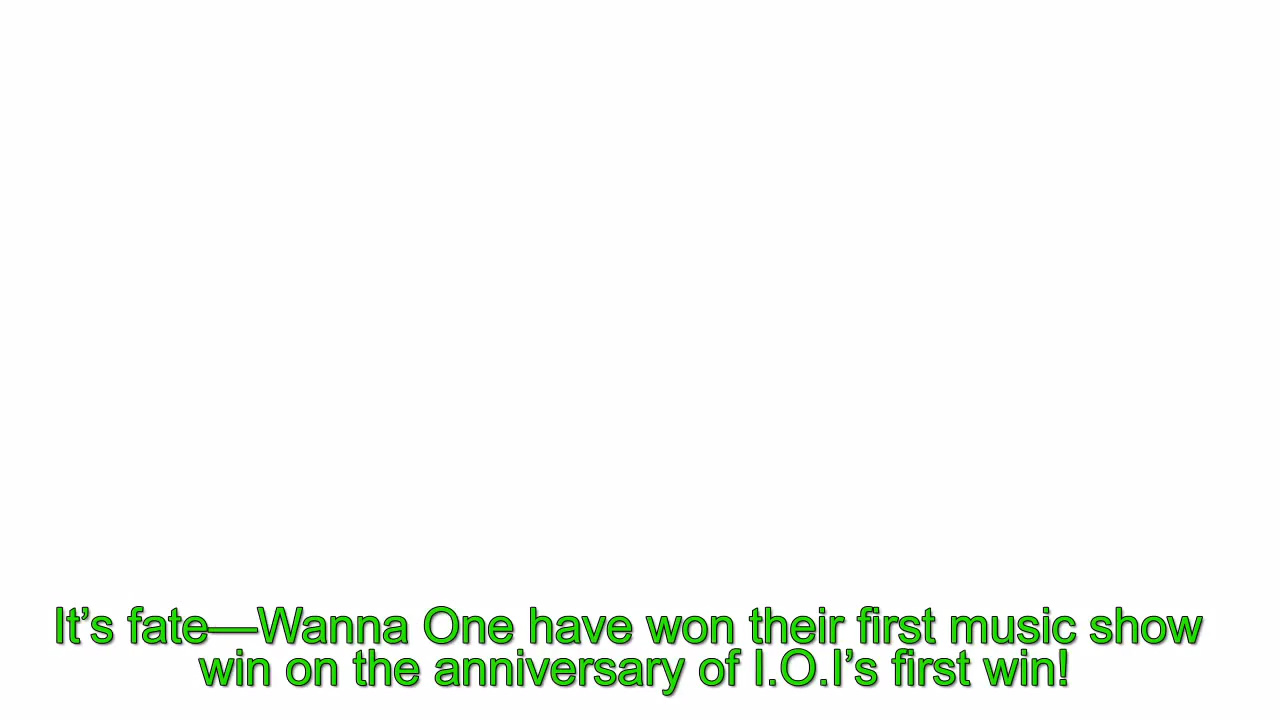 It’s fate—Wanna One have won their first music show
win on the anniversary of I.O.I’s first win!